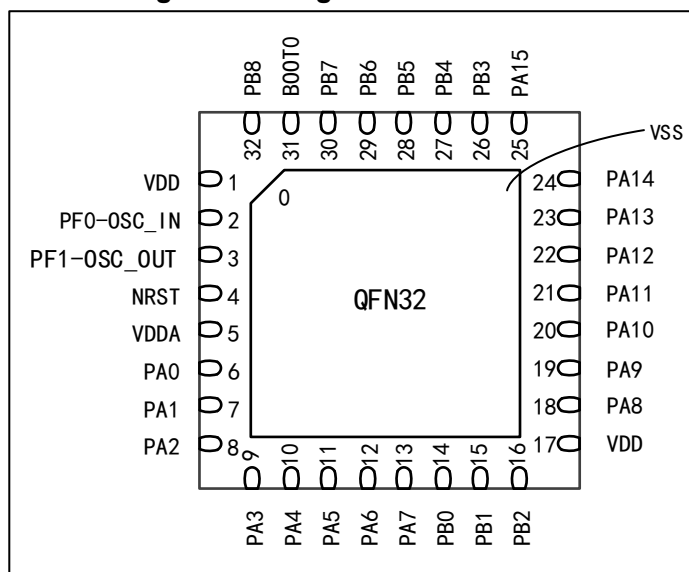 PB8 BOOT0 PB7 PB6 PB5 PB4 PB3 PA15
32 31 30 29 28 27 26 25
VSS
VDD 1 0 24 PA14
PF0-OSC_IN 2 23 PA13
PF1-OSC_OUT 3 22 PA12
NRST 4 QFN32 21 PA11
VDDA 5 20 PA10
PA0 6 19 PA9
PA1 7 18 PA8
PA2 8 17 VDD
9 10 11 12 13 14 15 16
PA3 PA4 PA5 PA6 PA7 PB0 PB1 PB2